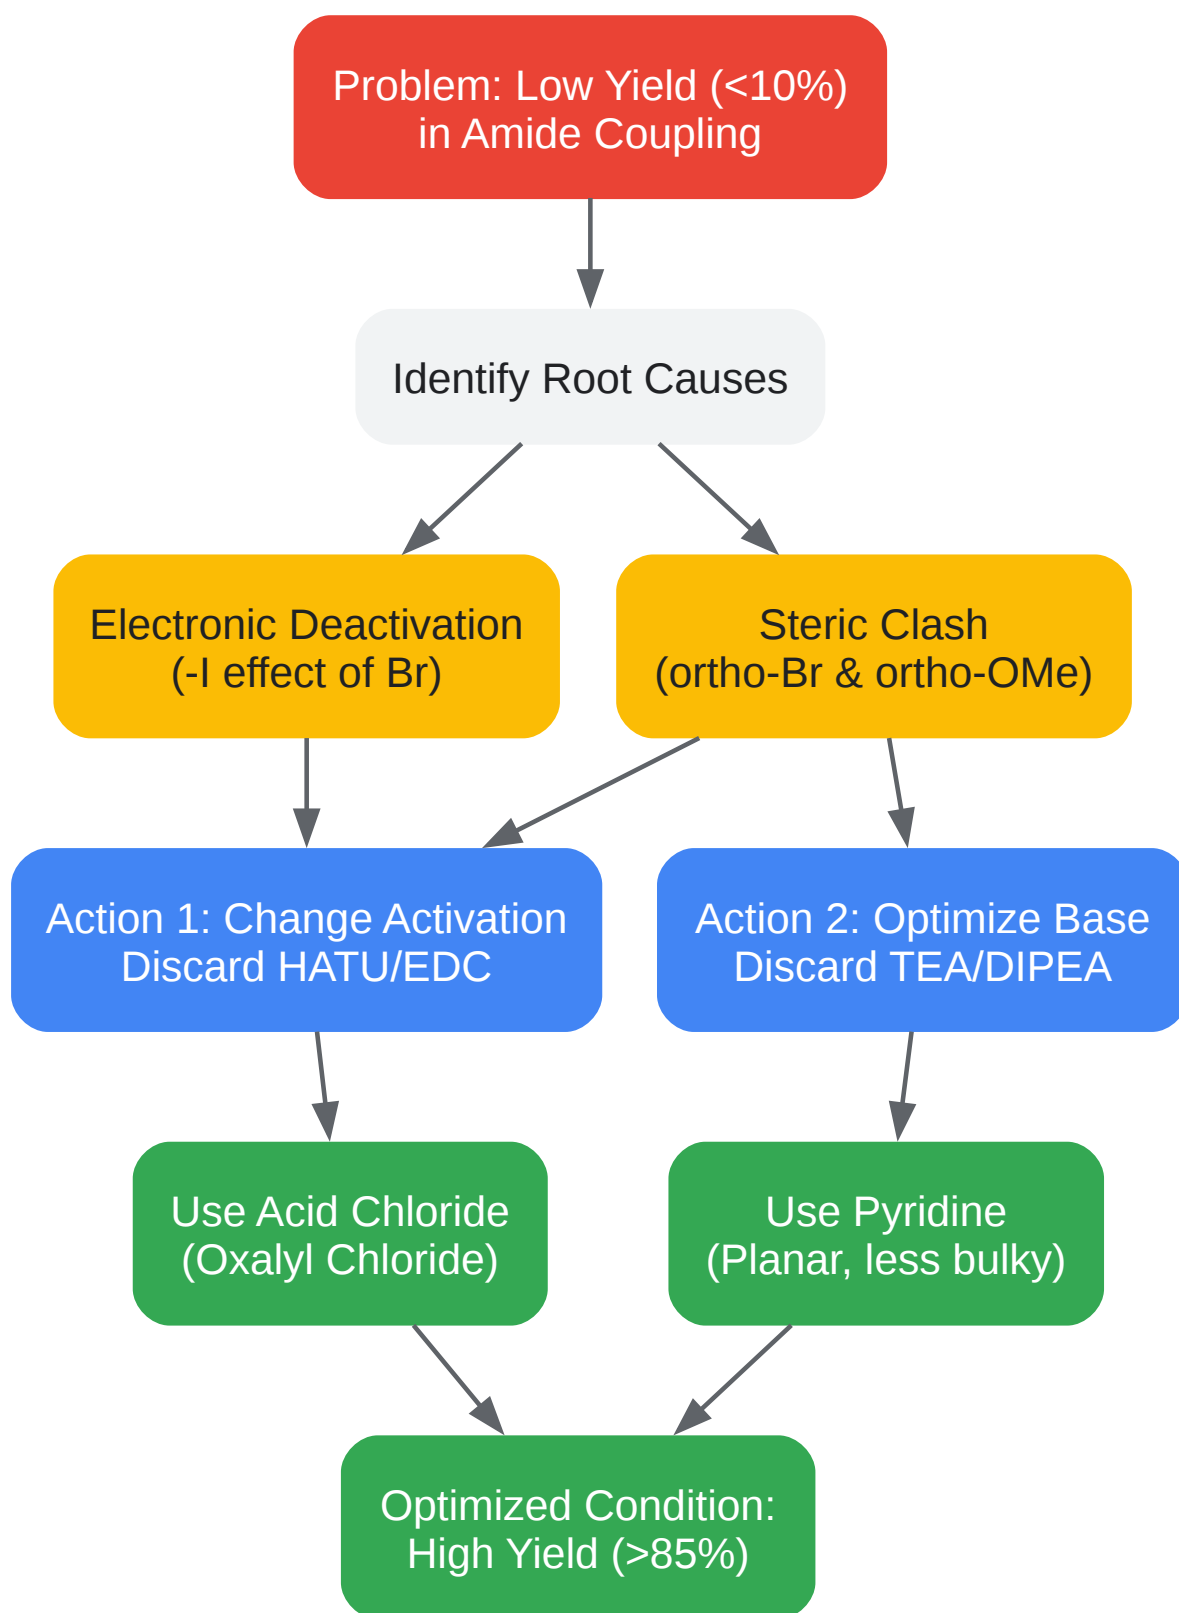 Problem: Low Yield (<10%)
in Amide Coupling
Identify Root Causes
Electronic Deactivation
(-I effect of Br)
Steric Clash
(ortho-Br & ortho-OMe)
Action 1: Change Activation
Discard HATU/EDC
Action 2: Optimize Base
Discard TEA/DIPEA
Use Acid Chloride
(Oxalyl Chloride)
Use Pyridine
(Planar, less bulky)
Optimized Condition:
High Yield (>85%)